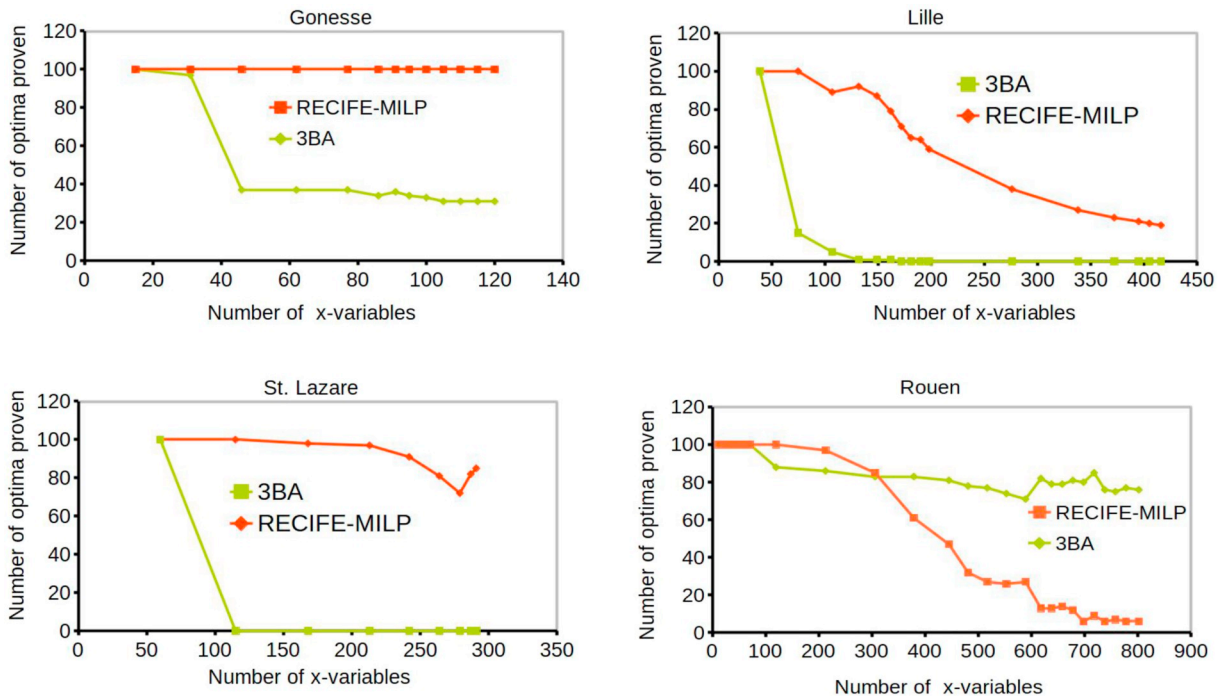 Gonesse
Number of optima proven
120
100
80
60
40
20
0
RECIFE-MILP
3BA
0 20 40 60 80 100 120 140
Number of x-variables
Lille
Number of optima proven
120
100
80
60
40
20
0
3BA
RECIFE-MILP
0 50 100 150 200 250 300 350 400 450
Number of x-variables
St. Lazare
Number of optima proven
120
100
80
60
40
20
0
3BA
RECIFE-MILP
0 50 100 150 200 250 300 350
Number of x-variables
Rouen
Number of optima proven
120
100
80
60
40
20
0
RECIFE-MILP
3BA
0 100 200 300 400 500 600 700 800 900
Number of x-variables